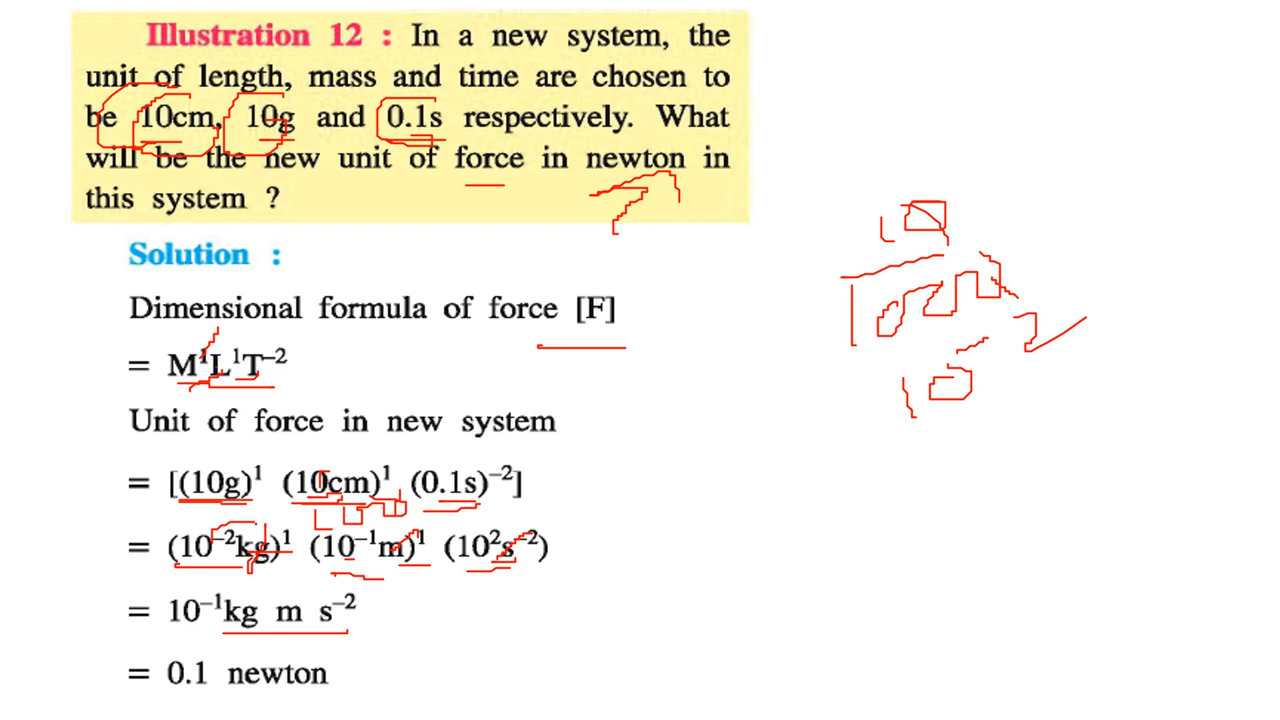 Illustration 12 : In a new system, the
unit of length, mass and time are chosen to
be 10cm, 10g and 0.1s respectively. What
will be the new unit of force in newton in
this system ?
Solution :
Dimensional formula of force [F]
= M¹L¹T⁻²
Unit of force in new system
= [(10g)¹ (10cm)¹ (0.1s)⁻²]
= (10⁻²kg)¹ (10⁻¹m)¹ (10²s⁻²)
= 10⁻¹kg m s⁻²
= 0.1 newton